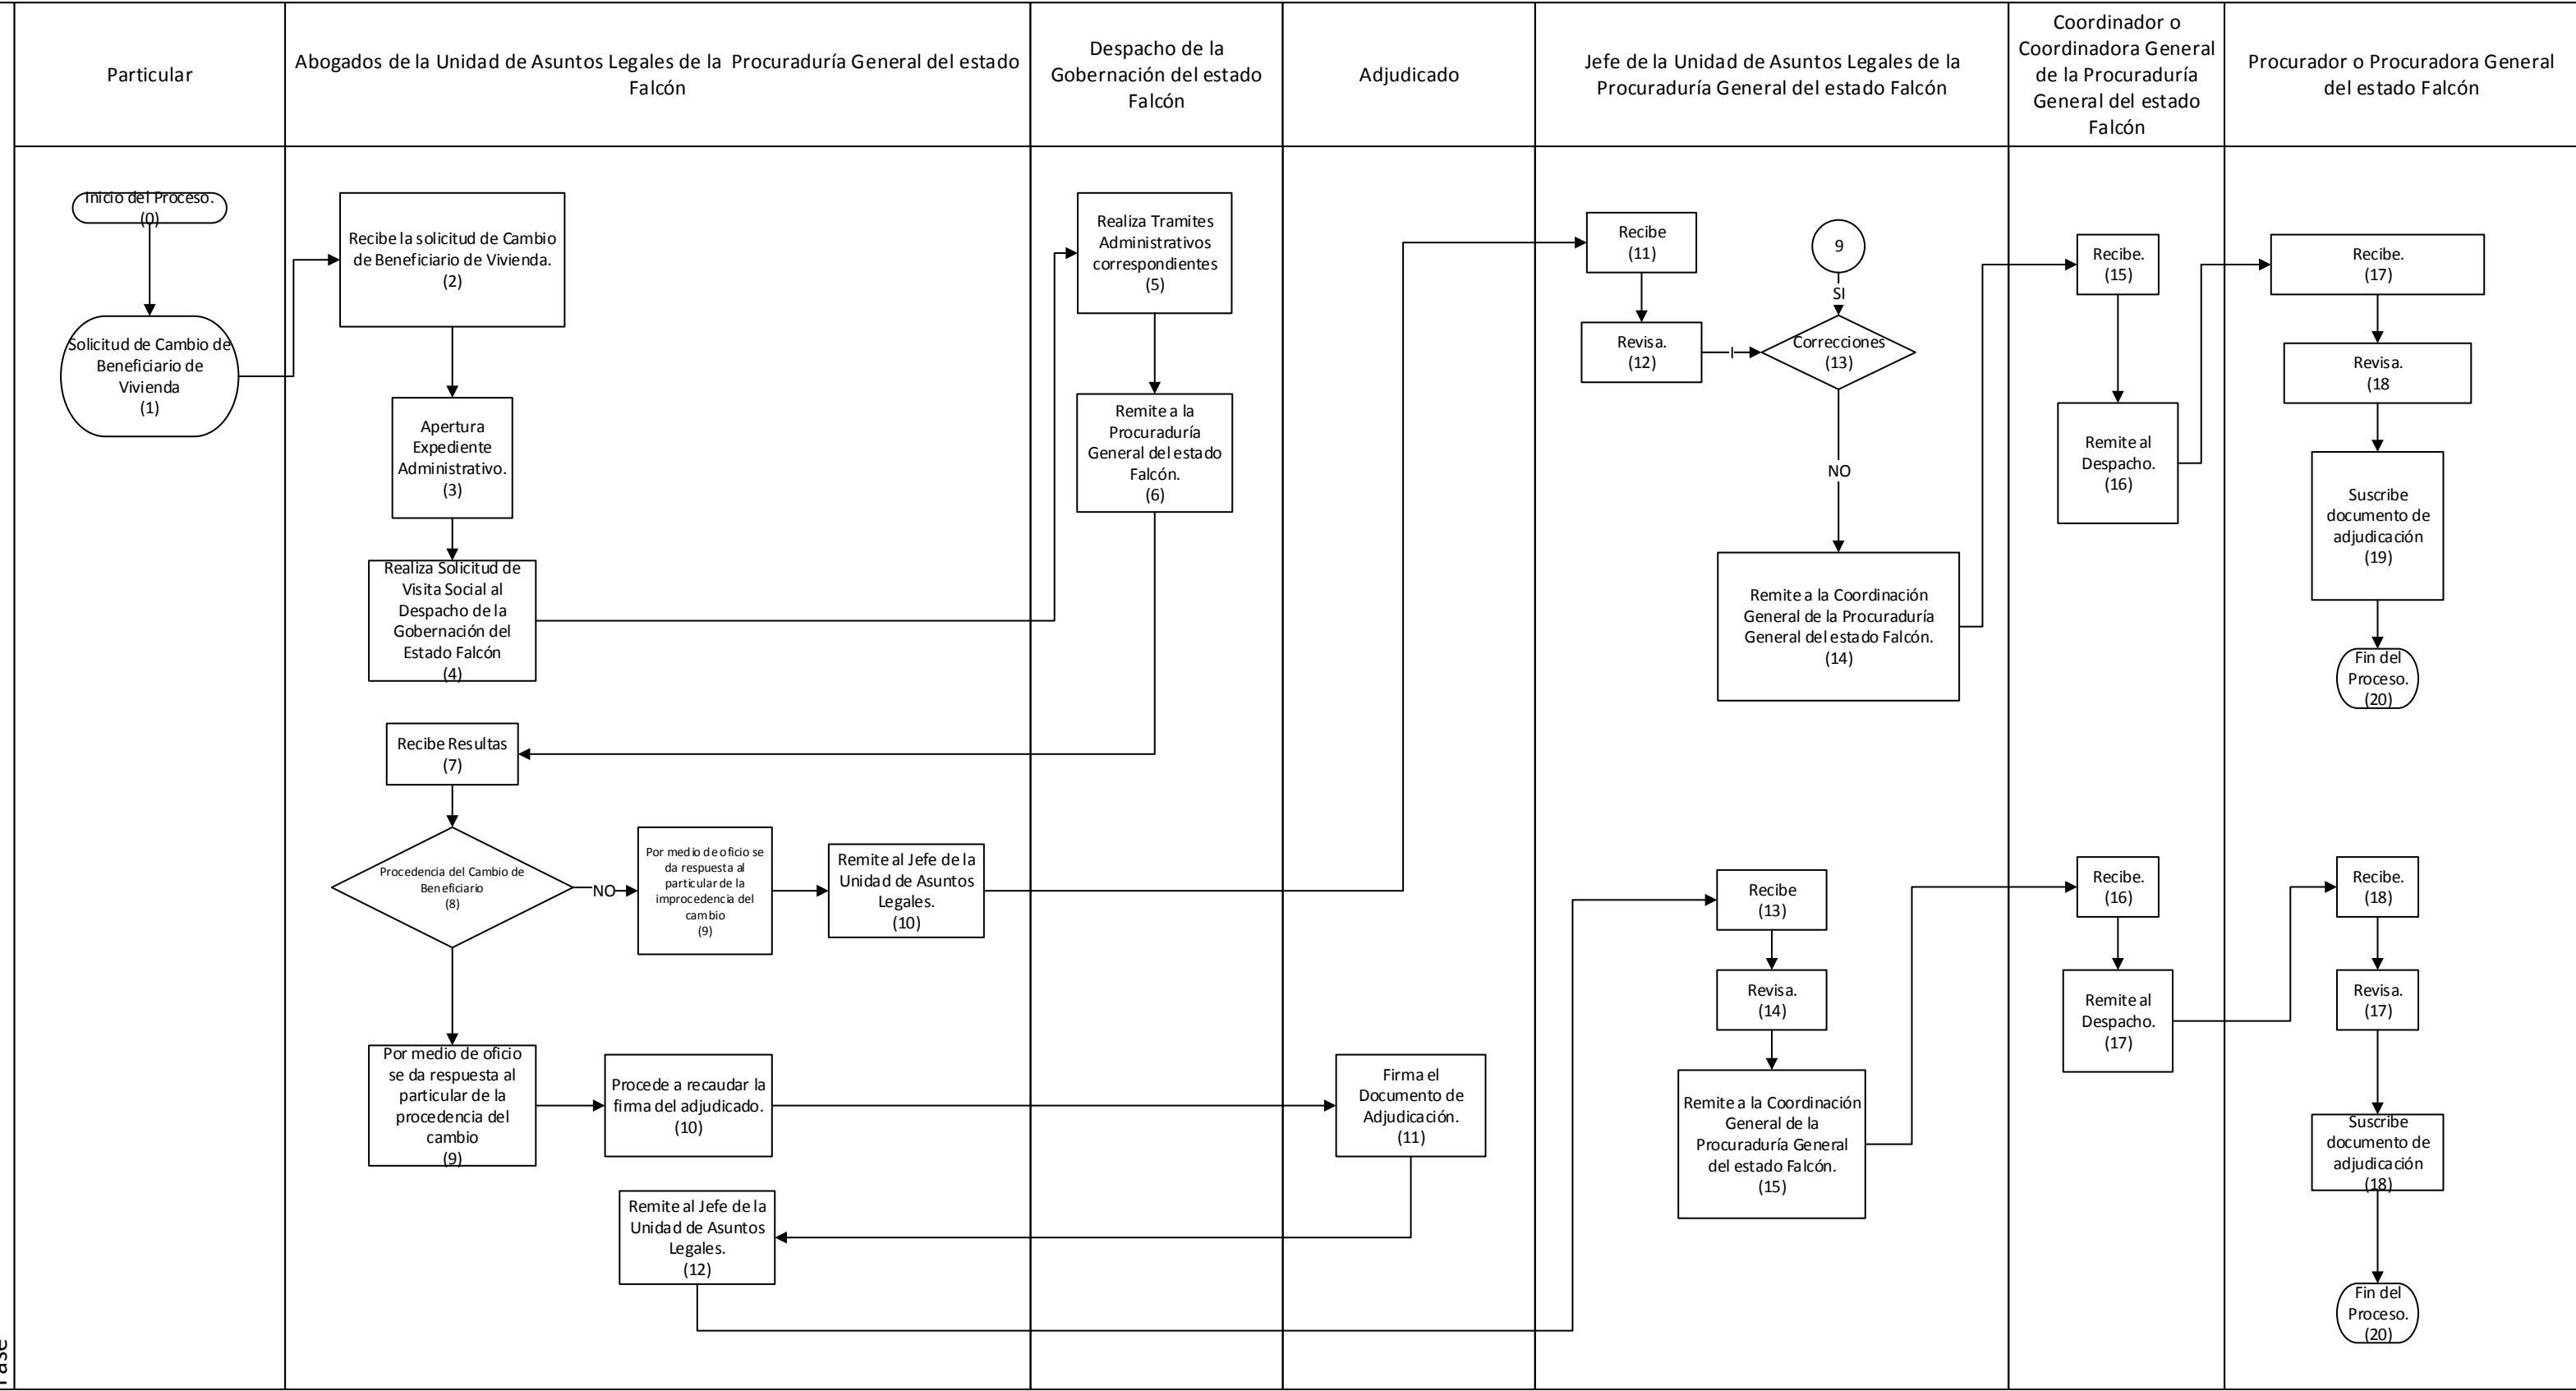 Particular
Abogados de la Unidad de Asuntos Legales de la Procuraduría General del estado
Falcón
Despacho de la
Gobernación del estado
Falcón
Adjudicado
Jefe de la Unidad de Asuntos Legales de la
Procuraduría General del estado Falcón
Coordinador o
Coordinadora General
de la Procuraduría
General del estado
Falcón
Procurador o Procuradora General
del estado Falcón
Inicio del Proceso.
(0)
Solicitud de Cambio de
Beneficiario de
Vivienda
(1)
Recibe la solicitud de Cambio
de Beneficiario de Vivienda.
(2)
Apertura
Expediente
Administrativo.
(3)
Realiza Solicitud de
Visita Social al
Despacho de la
Gobernación del
Estado Falcón
(4)
Realiza Tramites
Administrativos
correspondientes
(5)
Remite a la
Procuraduría
General del estado
Falcón.
(6)
Recibe Resultas
(7)
Procedencia del Cambio de
Beneficiario
(8)
NO
Por medio de oficio se
da respuesta al
particular de la
improcedencia del
cambio
(9)
Remite al Jefe de la
Unidad de Asuntos
Legales.
(10)
Recibe
(11)
Revisa.
(12)
I
9
SI
Correcciones
(13)
NO
Remite a la Coordinación
General de la Procuraduría
General del estado Falcón.
(14)
Recibe.
(15)
Remite al
Despacho.
(16)
Recibe.
(17)
Revisa.
(18
Suscribe
documento de
adjudicación
(19)
Fin del
Proceso.
(20)
Por medio de oficio
se da respuesta al
particular de la
procedencia del
cambio
(9)
Procede a recaudar la
firma del adjudicado.
(10)
Firma el
Documento de
Adjudicación.
(11)
Remite al Jefe de la
Unidad de Asuntos
Legales.
(12)
Recibe
(13)
Revisa.
(14)
Remite a la Coordinación
General de la
Procuraduría General
del estado Falcón.
(15)
Recibe.
(16)
Remite al
Despacho.
(17)
Recibe.
(18)
Revisa.
(17)
Suscribe
documento de
adjudicación
(18)
Fin del
Proceso.
(20)
Fase